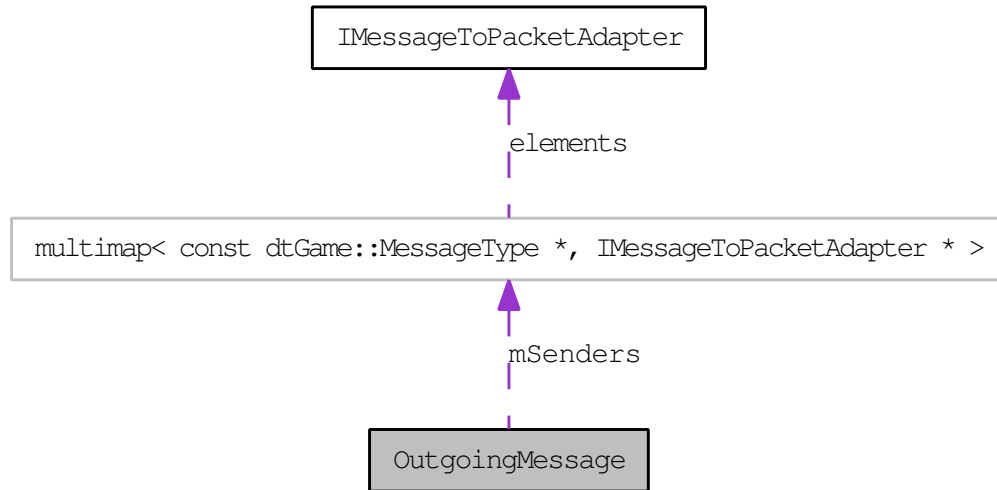 IMessageToPacketAdapter
elements
multimap< const dtGame::MessageType *, IMessageToPacketAdapter * >
mSenders
OutgoingMessage